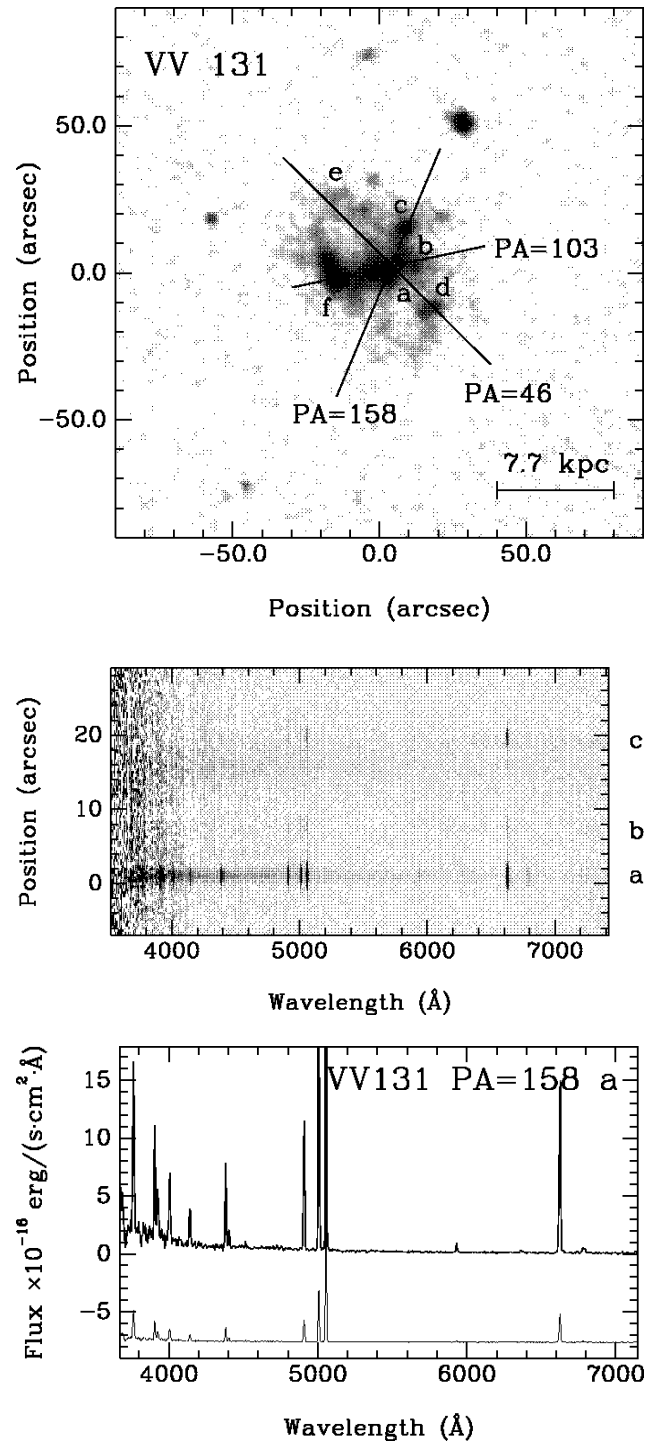 VV 131
50.0
0.0
−50.0
Position (arcsec)
e
c
b
PA=103
a
d
f
PA=46
PA=158
7.7 kpc
−50.0 0.0 50.0
Position (arcsec)
20
10
0
Position (arcsec)
c
b
a
4000 5000 6000 7000
Wavelength (Å)
VV131 PA=158 a
15
10
5
0
−5
Flux ×10⁻¹⁶ erg/(s·cm²·Å)
4000 5000 6000 7000
Wavelength (Å)